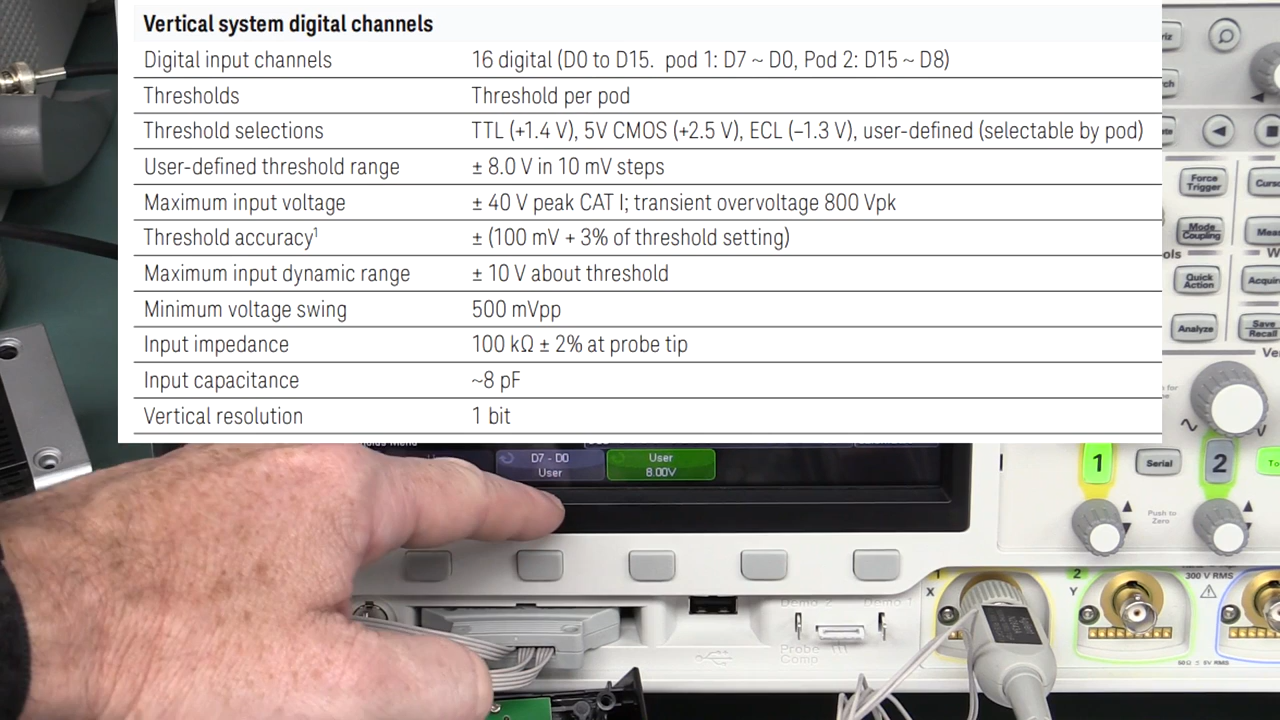 Vertical system digital channels
Digital input channels 16 digital (D0 to D15. pod 1: D7 ~ D0, Pod 2: D15 ~ D8)
Thresholds Threshold per pod
Threshold selections TTL (+1.4 V), 5V CMOS (+2.5 V), ECL (–1.3 V), user-defined (selectable by pod)
User-defined threshold range ± 8.0 V in 10 mV steps
Maximum input voltage ± 40 V peak CAT I; transient overvoltage 800 Vpk
Threshold accuracy¹ ± (100 mV + 3% of threshold setting)
Maximum input dynamic range ± 10 V about threshold
Minimum voltage swing 500 mVpp
Input impedance 100 kΩ ± 2% at probe tip
Input capacitance ~8 pF
Vertical resolution 1 bit
Force
Trigger
Mode
Coupling
Quick
Action
Analyze
Save
Recall
D7 - D0
User
User
8.00V
1
Serial
2
Push to
Zero
Demo 2
Demo 1
Probe
Comp
1
X
2
Y
300 V RMS